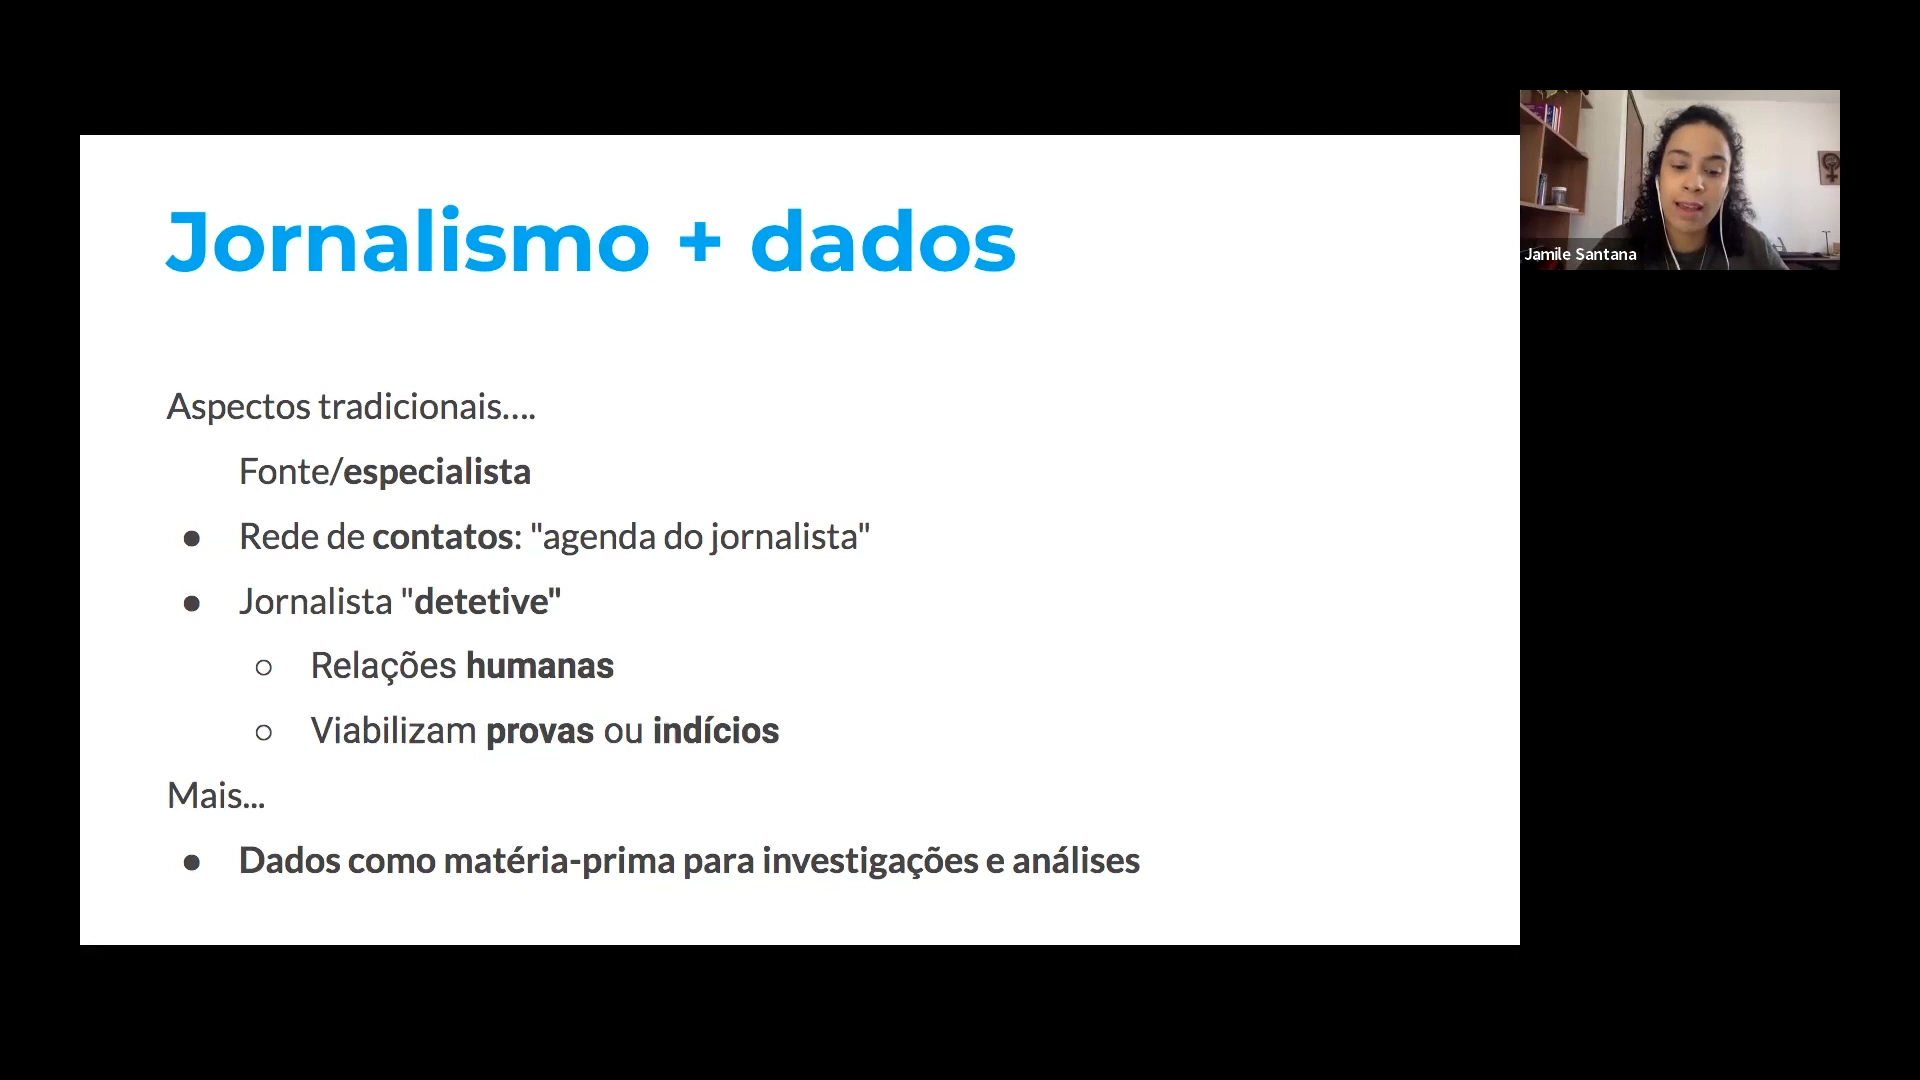 Jornalismo + dados
Aspectos tradicionais....
Fonte/especialista
● Rede de contatos: "agenda do jornalista"
● Jornalista "detetive"
○ Relações humanas
○ Viabilizam provas ou indícios
Mais...
● Dados como matéria-prima para investigações e análises
Jamile Santana